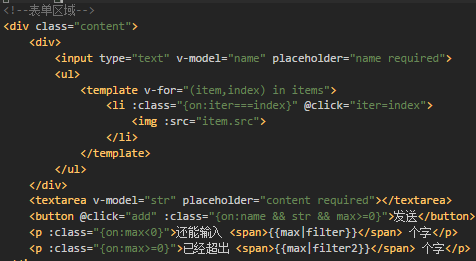 <!--表单区域-->
<div class="content">
<div>
<input type="text" v-model="name" placeholder="name required">
<ul>
<template v-for="(item,index) in items">
<li :class="{on:iter===index}" @click="iter=index">
<img :src="item.src">
</li>
</template>
</ul>
</div>
<textarea v-model="str" placeholder="content required"></textarea>
<button @click="add" :class="{on:name && str && max>=0}">发送</button>
<p :class="{on:max<0}">还能输入 <span>{{max|filter}}</span> 个字</p>
<p :class="{on:max>=0}">已经超出 <span>{{max|filter2}}</span> 个字</p>